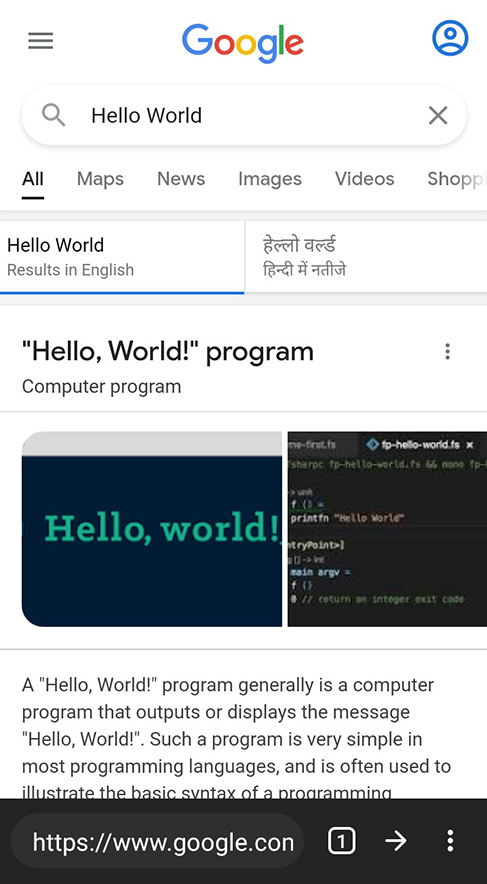 Google
Hello World
All Maps News Images Videos Shopp
Hello World
Results in English
हेल्लो वर्ल्ड
हिन्दी में नतीजे
"Hello, World!" program
Computer program
Hello, world!
me-first.fs fp-hello-world.fs ×
fsharpc fp-hello-world.fs && mono fp-
-> unit
f () =
printfn "Hello World"
ntryPoint>]
[]-> int
main argv =
f ()
0 // return an integer exit code
A "Hello, World!" program generally is a computer
program that outputs or displays the message
"Hello, World!". Such a program is very simple in
most programming languages, and is often used to
illustrate the basic syntax of a programming
https://www.google.con
1